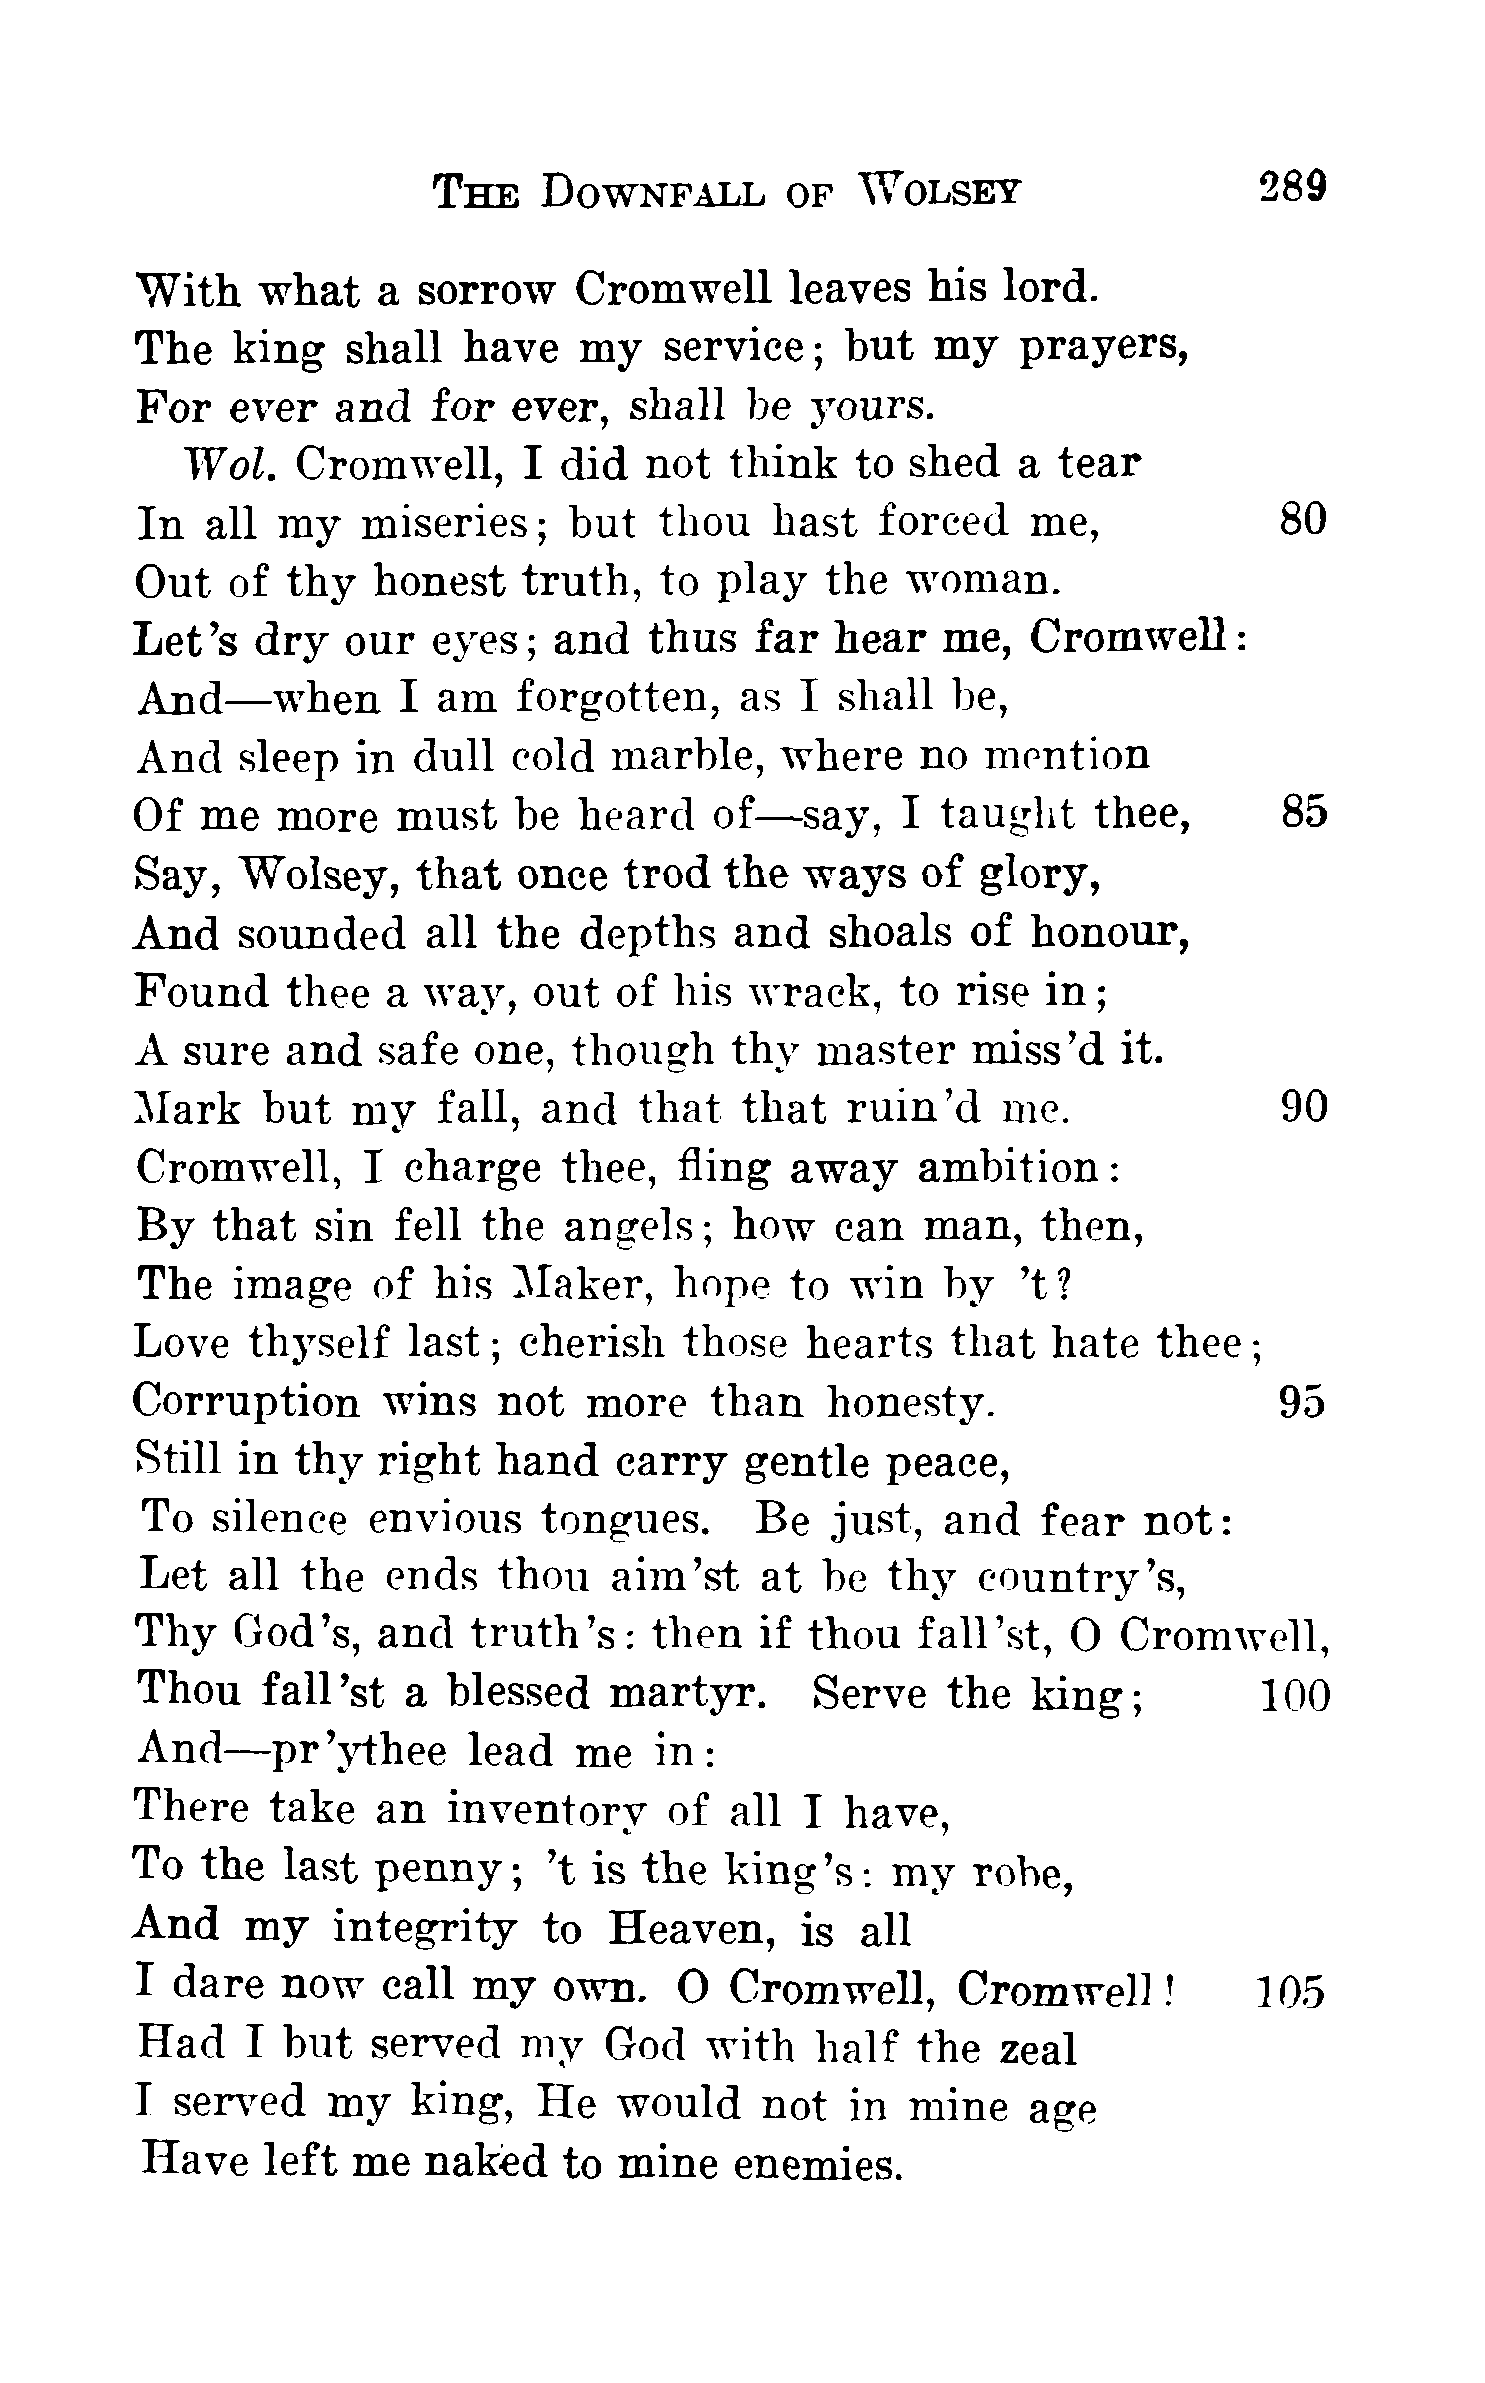 THE DOWNFALL OF WOLSEY 289
With what a sorrow Cromwell leaves his lord.
The king shall have my service; but my prayers,
For ever and for ever, shall be yours.
Wol. Cromwell, I did not think to shed a tear
In all my miseries; but thou hast forced me, 80
Out of thy honest truth, to play the woman.
Let's dry our eyes; and thus far hear me, Cromwell:
And—when I am forgotten, as I shall be,
And sleep in dull cold marble, where no mention
Of me more must be heard of—say, I taught thee, 85
Say, Wolsey, that once trod the ways of glory,
And sounded all the depths and shoals of honour,
Found thee a way, out of his wrack, to rise in;
A sure and safe one, though thy master miss'd it.
Mark but my fall, and that that ruin'd me. 90
Cromwell, I charge thee, fling away ambition:
By that sin fell the angels; how can man, then,
The image of his Maker, hope to win by 't?
Love thyself last; cherish those hearts that hate thee;
Corruption wins not more than honesty. 95
Still in thy right hand carry gentle peace,
To silence envious tongues. Be just, and fear not:
Let all the ends thou aim'st at be thy country's,
Thy God's, and truth's: then if thou fall'st, O Cromwell,
Thou fall'st a blessed martyr. Serve the king; 100
And—pr'ythee lead me in:
There take an inventory of all I have,
To the last penny; 't is the king's: my robe,
And my integrity to Heaven, is all
I dare now call my own. O Cromwell, Cromwell! 105
Had I but served my God with half the zeal
I served my king, He would not in mine age
Have left me naked to mine enemies.